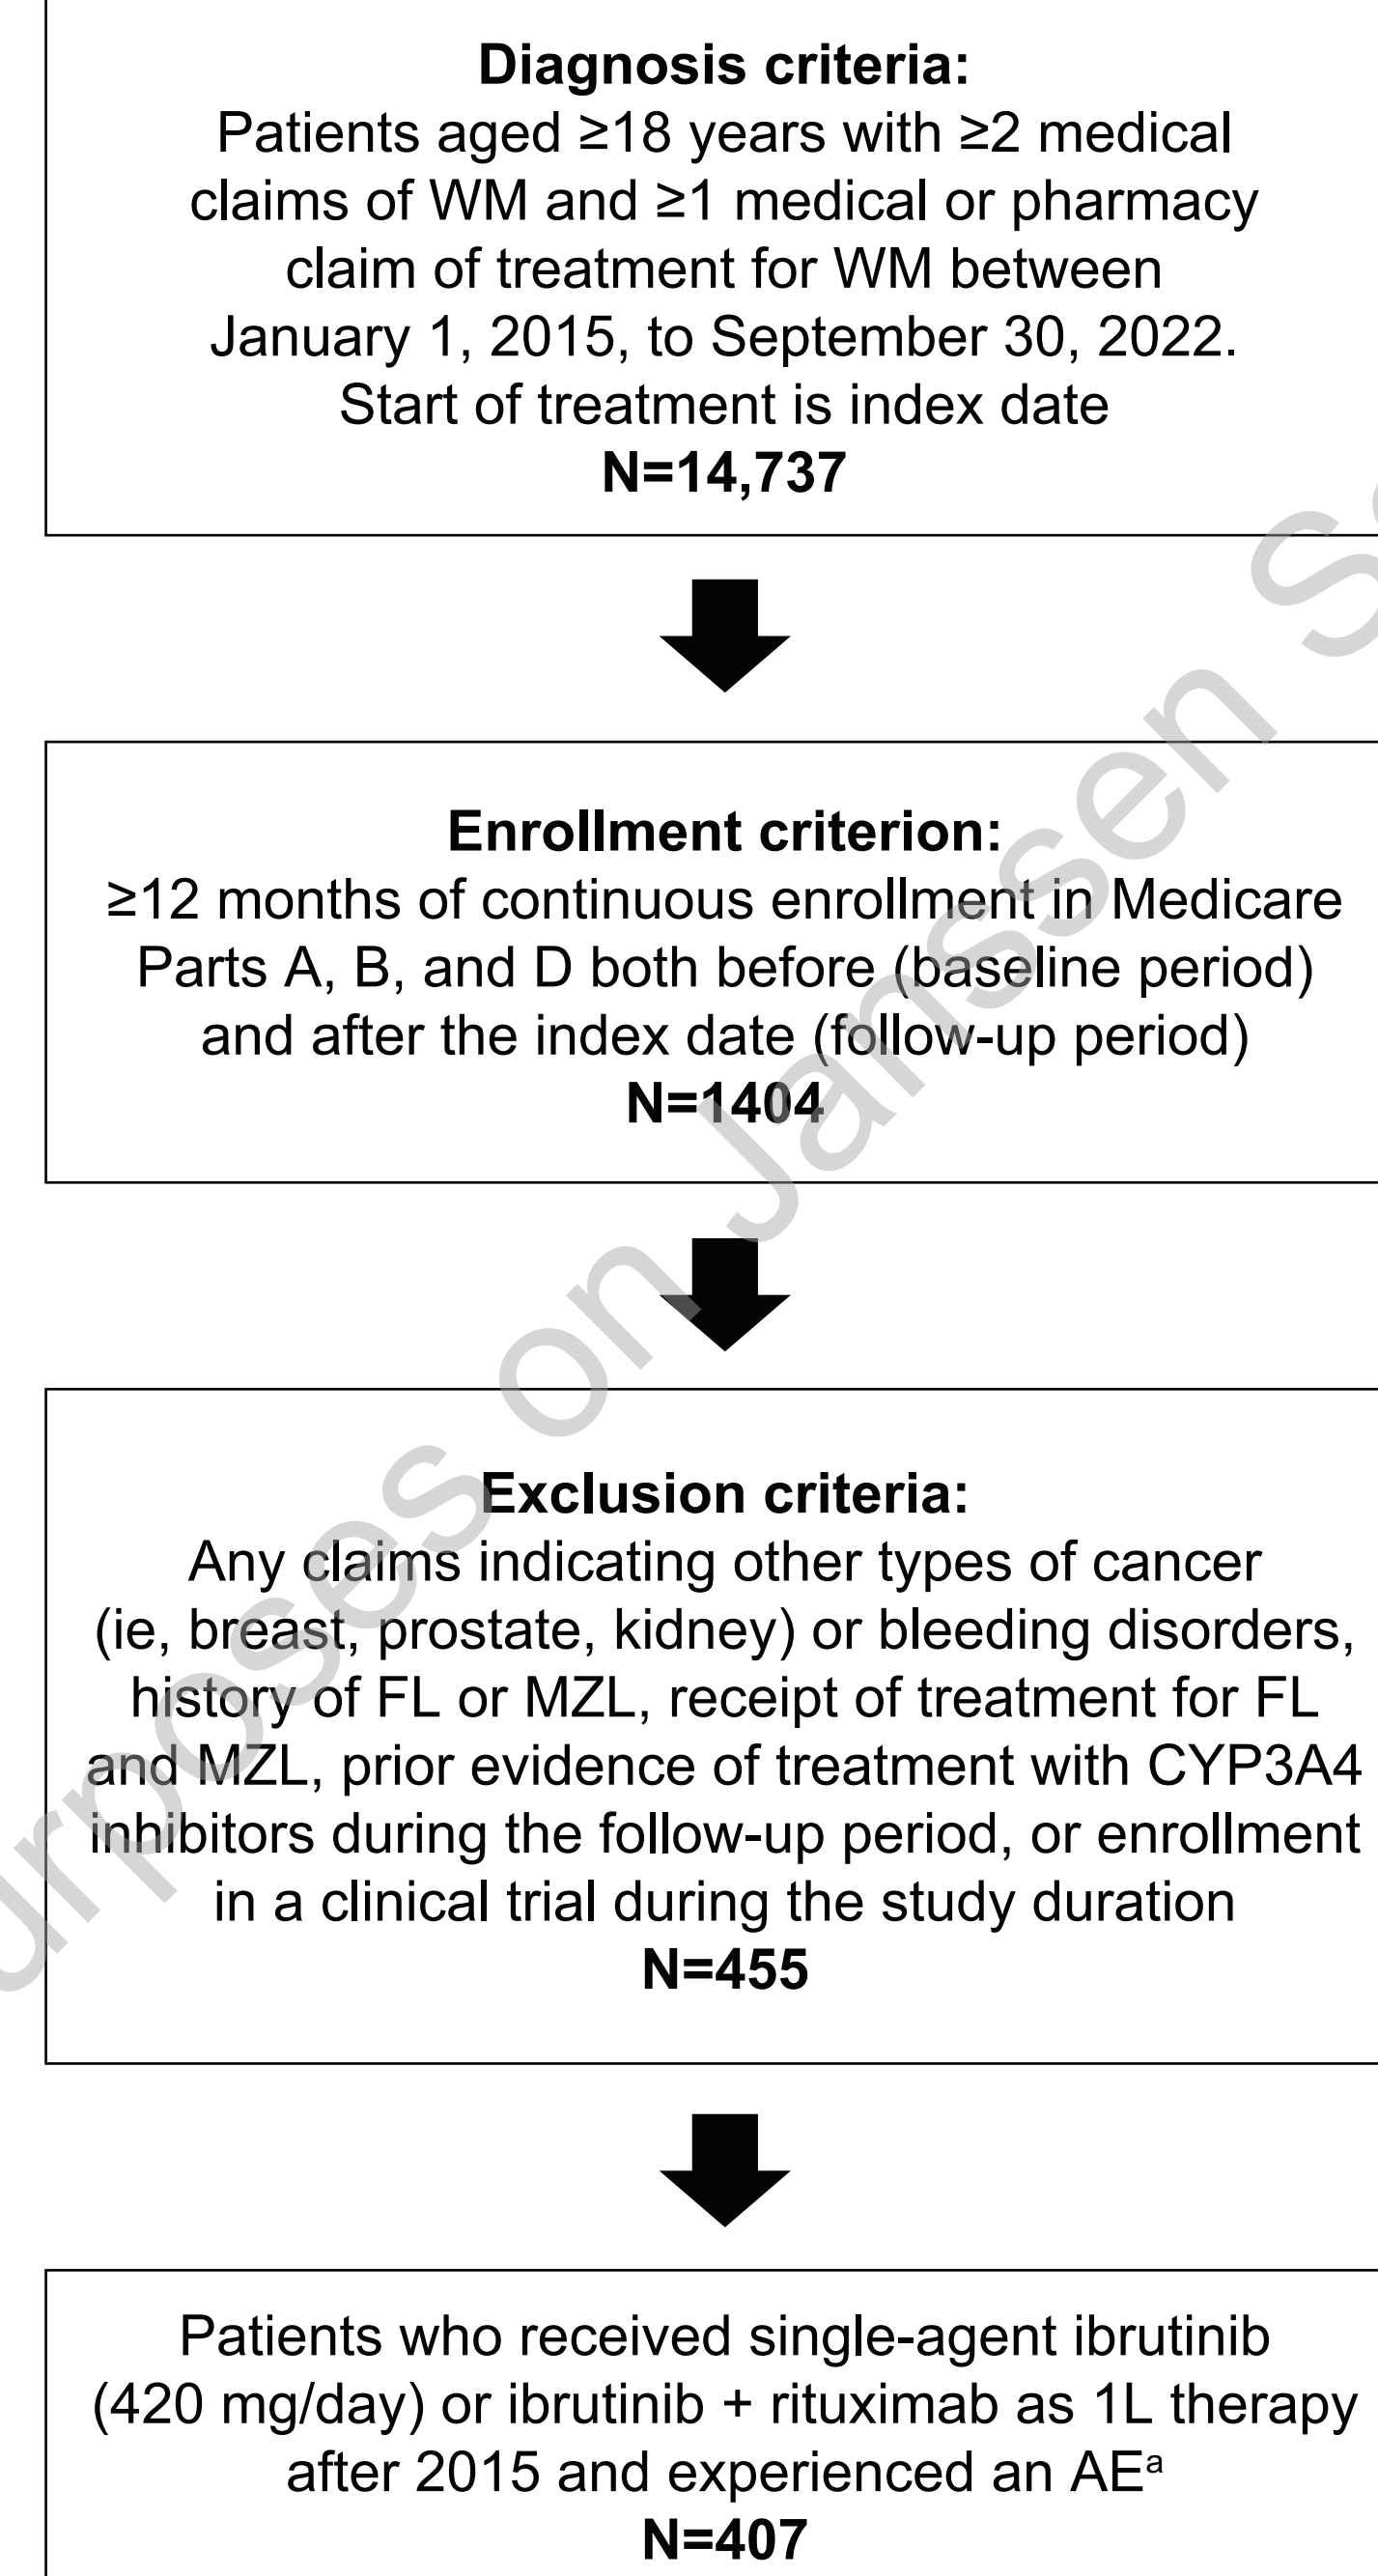 Diagnosis criteria:
Patients aged ≥18 years with ≥2 medical
claims of WM and ≥1 medical or pharmacy
claim of treatment for WM between
January 1, 2015, to September 30, 2022.
Start of treatment is index date
N=14,737
Enrollment criterion:
≥12 months of continuous enrollment in Medicare
Parts A, B, and D both before (baseline period)
and after the index date (follow-up period)
N=1404
Exclusion criteria:
Any claims indicating other types of cancer
(ie, breast, prostate, kidney) or bleeding disorders,
history of FL or MZL, receipt of treatment for FL
and MZL, prior evidence of treatment with CYP3A4
inhibitors during the follow-up period, or enrollment
in a clinical trial during the study duration
N=455
Patients who received single-agent ibrutinib
(420 mg/day) or ibrutinib + rituximab as 1L therapy
after 2015 and experienced an AEᵃ
N=407
urposes on Janssen S